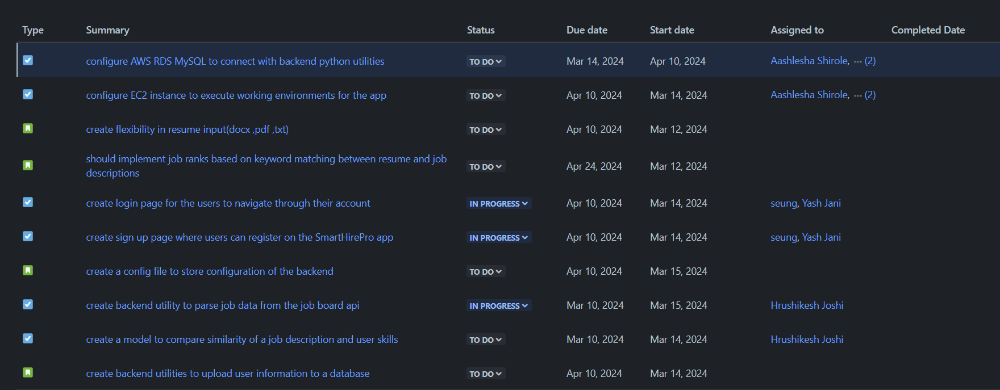 Type Summary Status Due date Start date Assigned to Completed Date
configure AWS RDS MySQL to connect with backend python utilities TO DO Mar 14, 2024 Apr 10, 2024 Aashlesha Shirole, ··· (2)
configure EC2 instance to execute working environments for the app TO DO Apr 10, 2024 Mar 14, 2024 Aashlesha Shirole, ··· (2)
create flexibility in resume input(docx ,pdf ,txt) TO DO Apr 10, 2024 Mar 12, 2024
should implement job ranks based on keyword matching between resume and job
descriptions TO DO Apr 24, 2024 Mar 12, 2024
create login page for the users to navigate through their account IN PROGRESS Apr 10, 2024 Mar 14, 2024 seung, Yash Jani
create sign up page where users can register on the SmartHirePro app IN PROGRESS Apr 10, 2024 Mar 14, 2024 seung, Yash Jani
create a config file to store configuration of the backend TO DO Apr 10, 2024 Mar 15, 2024
create backend utility to parse job data from the job board api IN PROGRESS Mar 10, 2024 Mar 15, 2024 Hrushikesh Joshi
create a model to compare similarity of a job description and user skills TO DO Mar 10, 2024 Mar 14, 2024 Hrushikesh Joshi
create backend utilities to upload user information to a database TO DO Apr 10, 2024 Mar 14, 2024